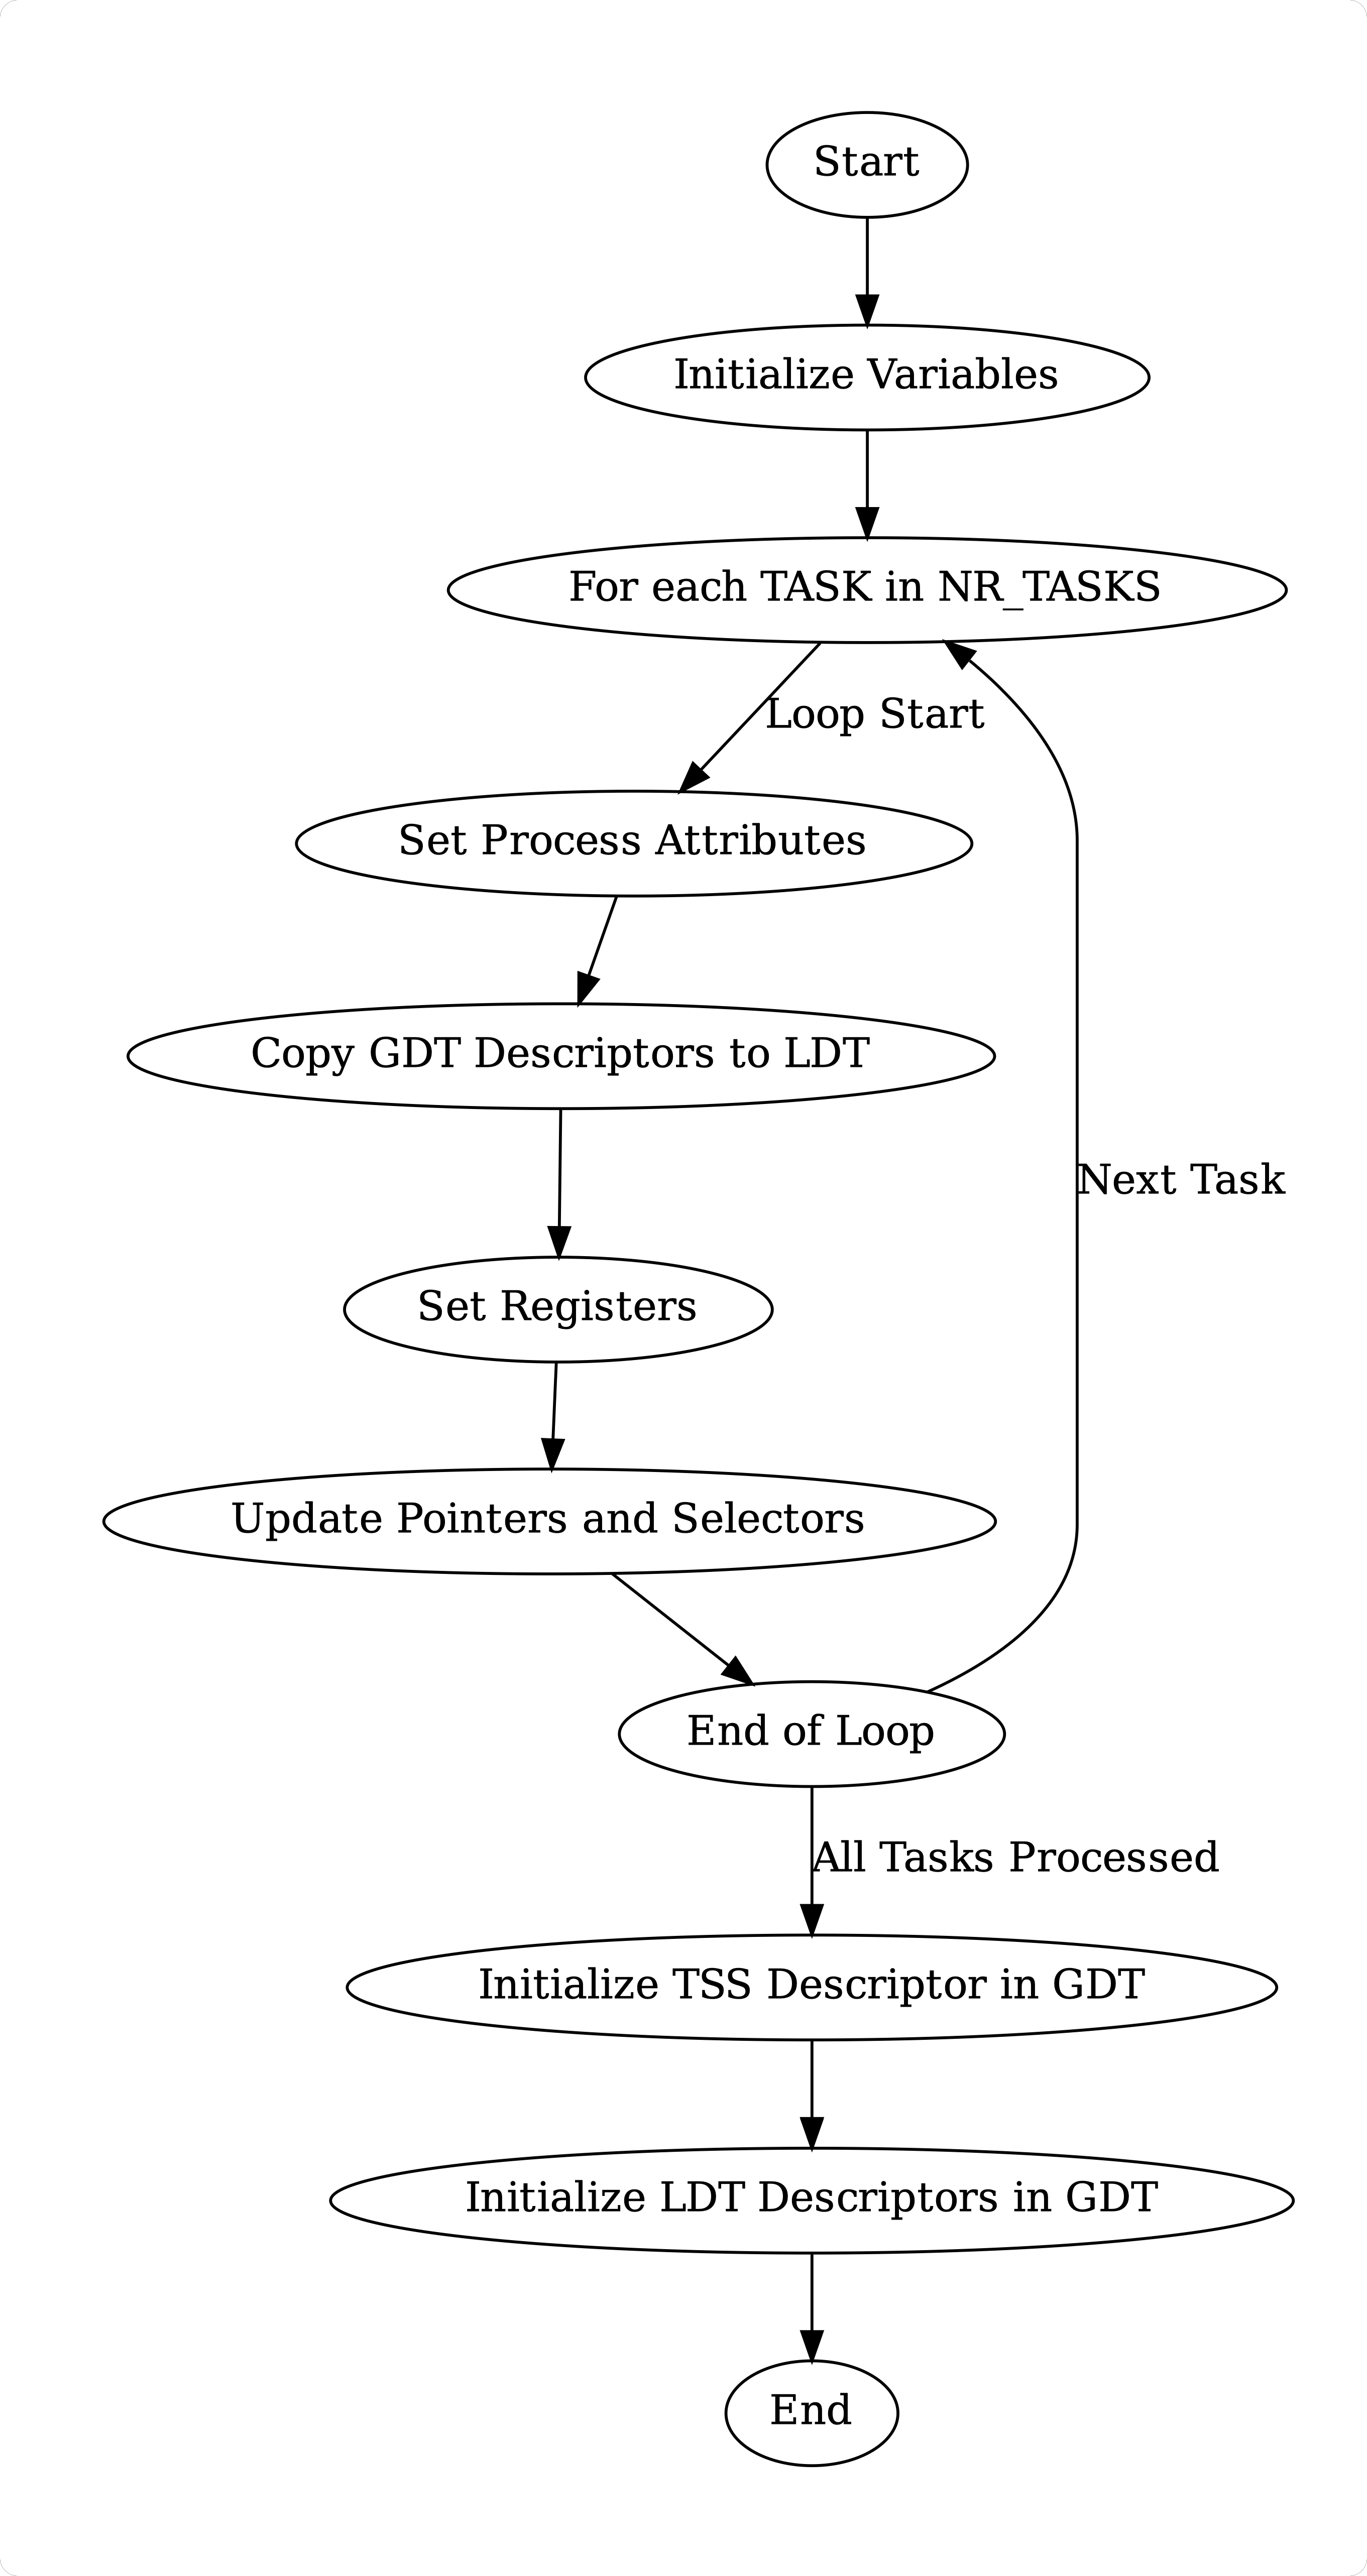 Start
Initialize Variables
For each TASK in NR_TASKS
Loop Start
Set Process Attributes
Copy GDT Descriptors to LDT
Next Task
Set Registers
Update Pointers and Selectors
End of Loop
All Tasks Processed
Initialize TSS Descriptor in GDT
Initialize LDT Descriptors in GDT
End